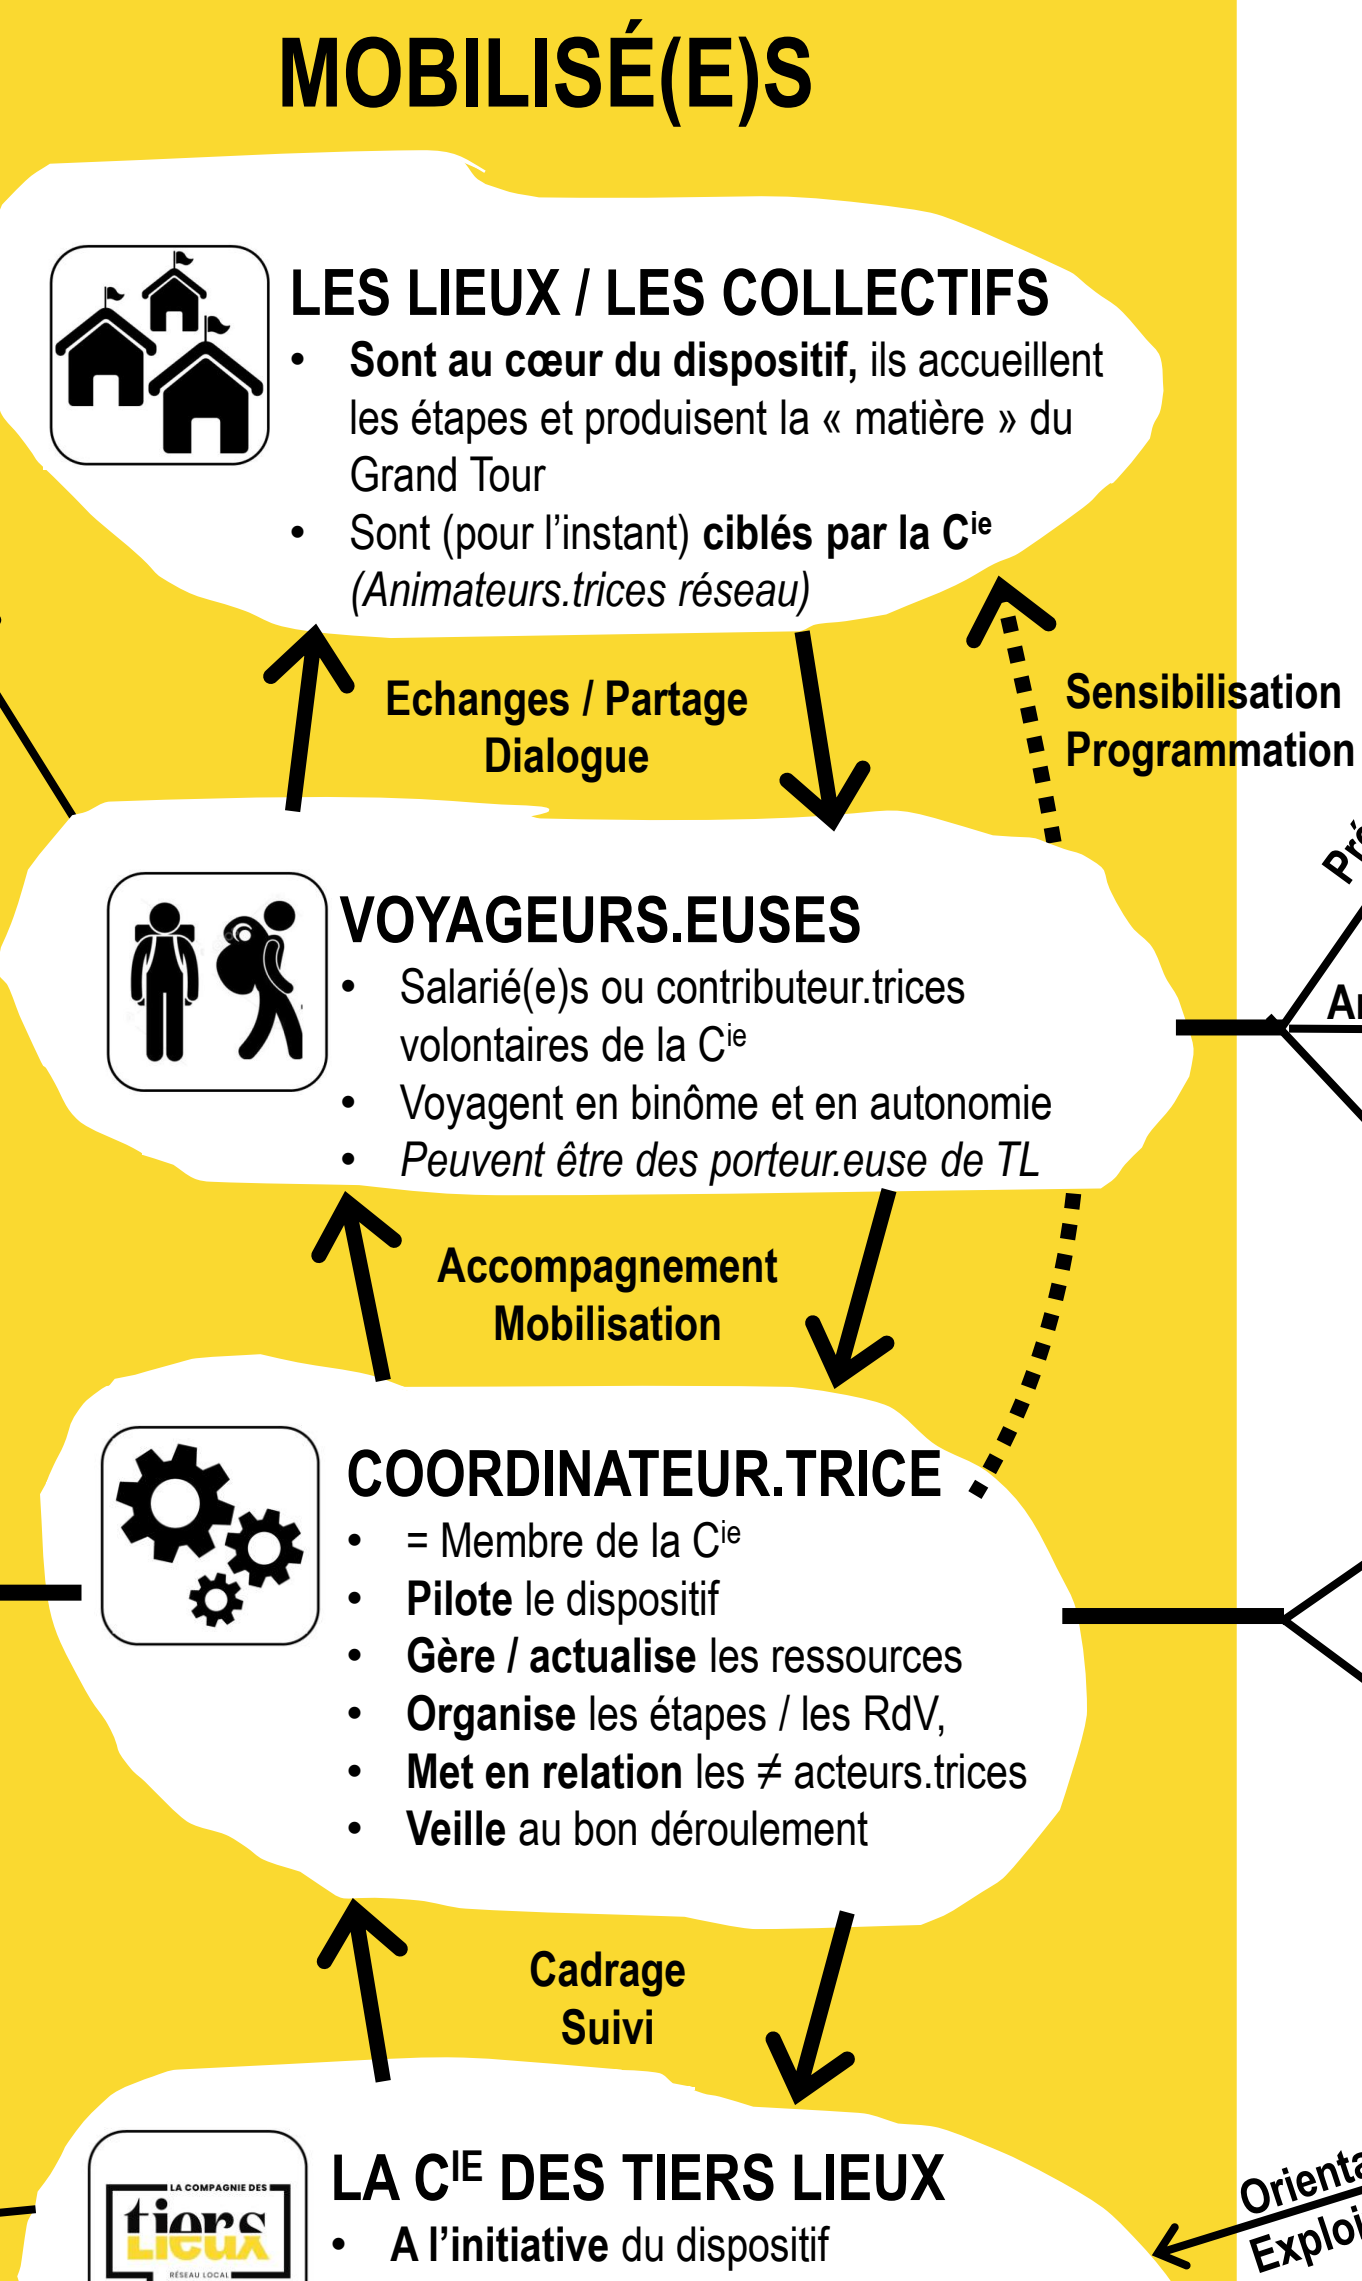 MOBILISÉ(E)S
LES LIEUX / LES COLLECTIFS
• Sont au cœur du dispositif, ils accueillent
les étapes et produisent la « matière » du
Grand Tour
• Sont (pour l'instant) ciblés par la Cie
(Animateurs.trices réseau)
Echanges / Partage
Dialogue
Sensibilisation
Programmation
VOYAGEURS.EUSES
• Salarié(e)s ou contributeur.trices
volontaires de la Cie
• Voyagent en binôme et en autonomie
• Peuvent être des porteur.euse de TL
Accompagnement
Mobilisation
COORDINATEUR.TRICE
• = Membre de la Cie
• Pilote le dispositif
• Gère / actualise les ressources
• Organise les étapes / les RdV,
• Met en relation les ≠ acteurs.trices
• Veille au bon déroulement
Cadrage
Suivi
LA CIE DES TIERS LIEUX
• A l'initiative du dispositif
LA COMPAGNIE DES
tiers
Lieux
RÉSEAU LOCAL